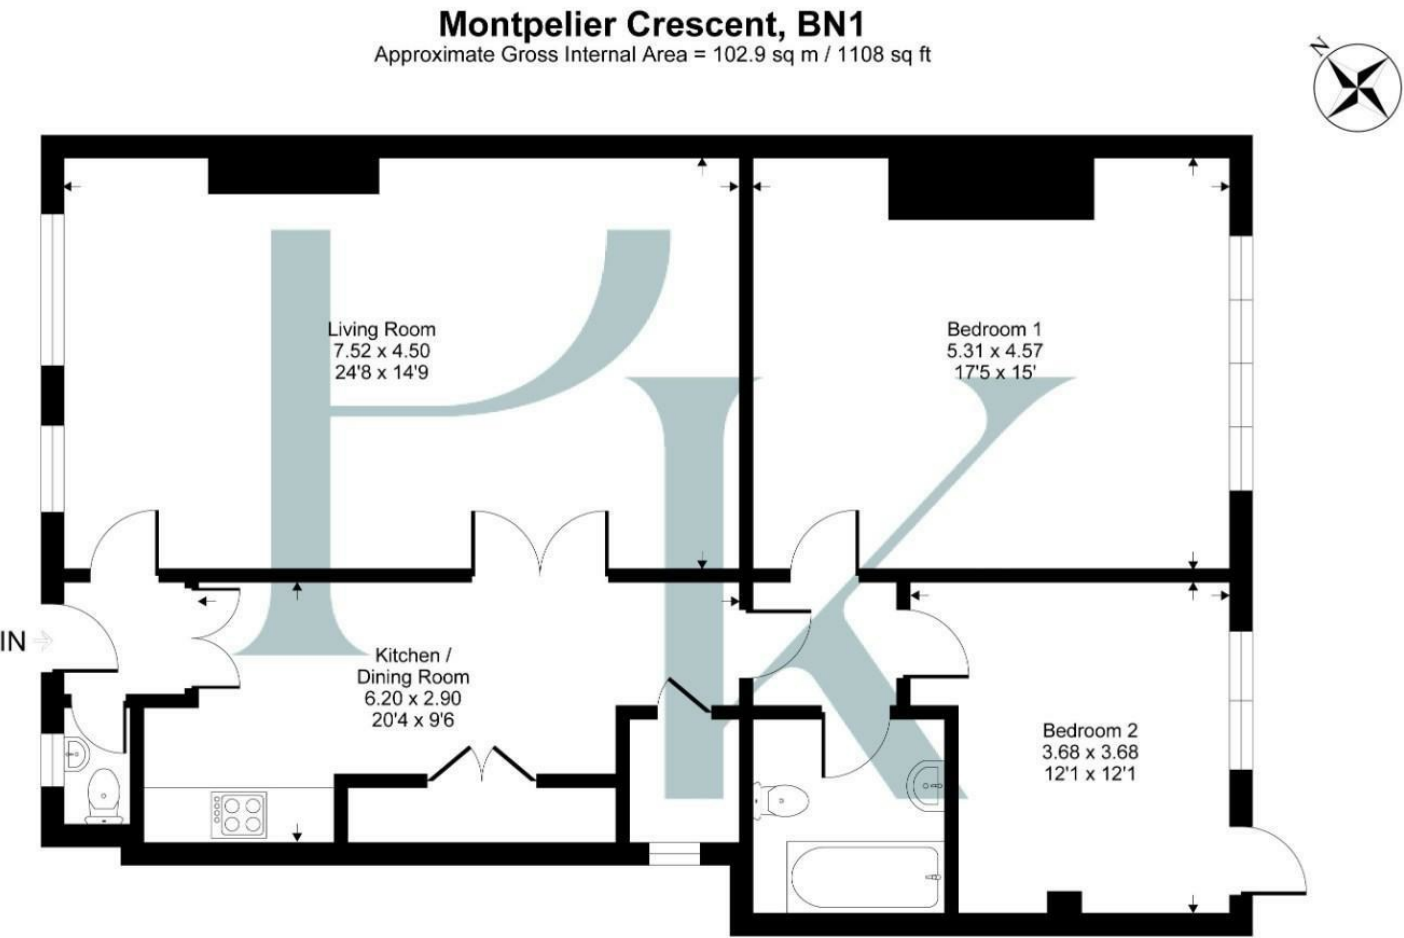 Montpelier Crescent, BN1
Approximate Gross Internal Area = 102.9 sq m / 1108 sq ft
N
Living Room
7.52 x 4.50
24'8 x 14'9
Bedroom 1
5.31 x 4.57
17'5 x 15'
IN
Kitchen /
Dining Room
6.20 x 2.90
20'4 x 9'6
Bedroom 2
3.68 x 3.68
12'1 x 12'1
PK